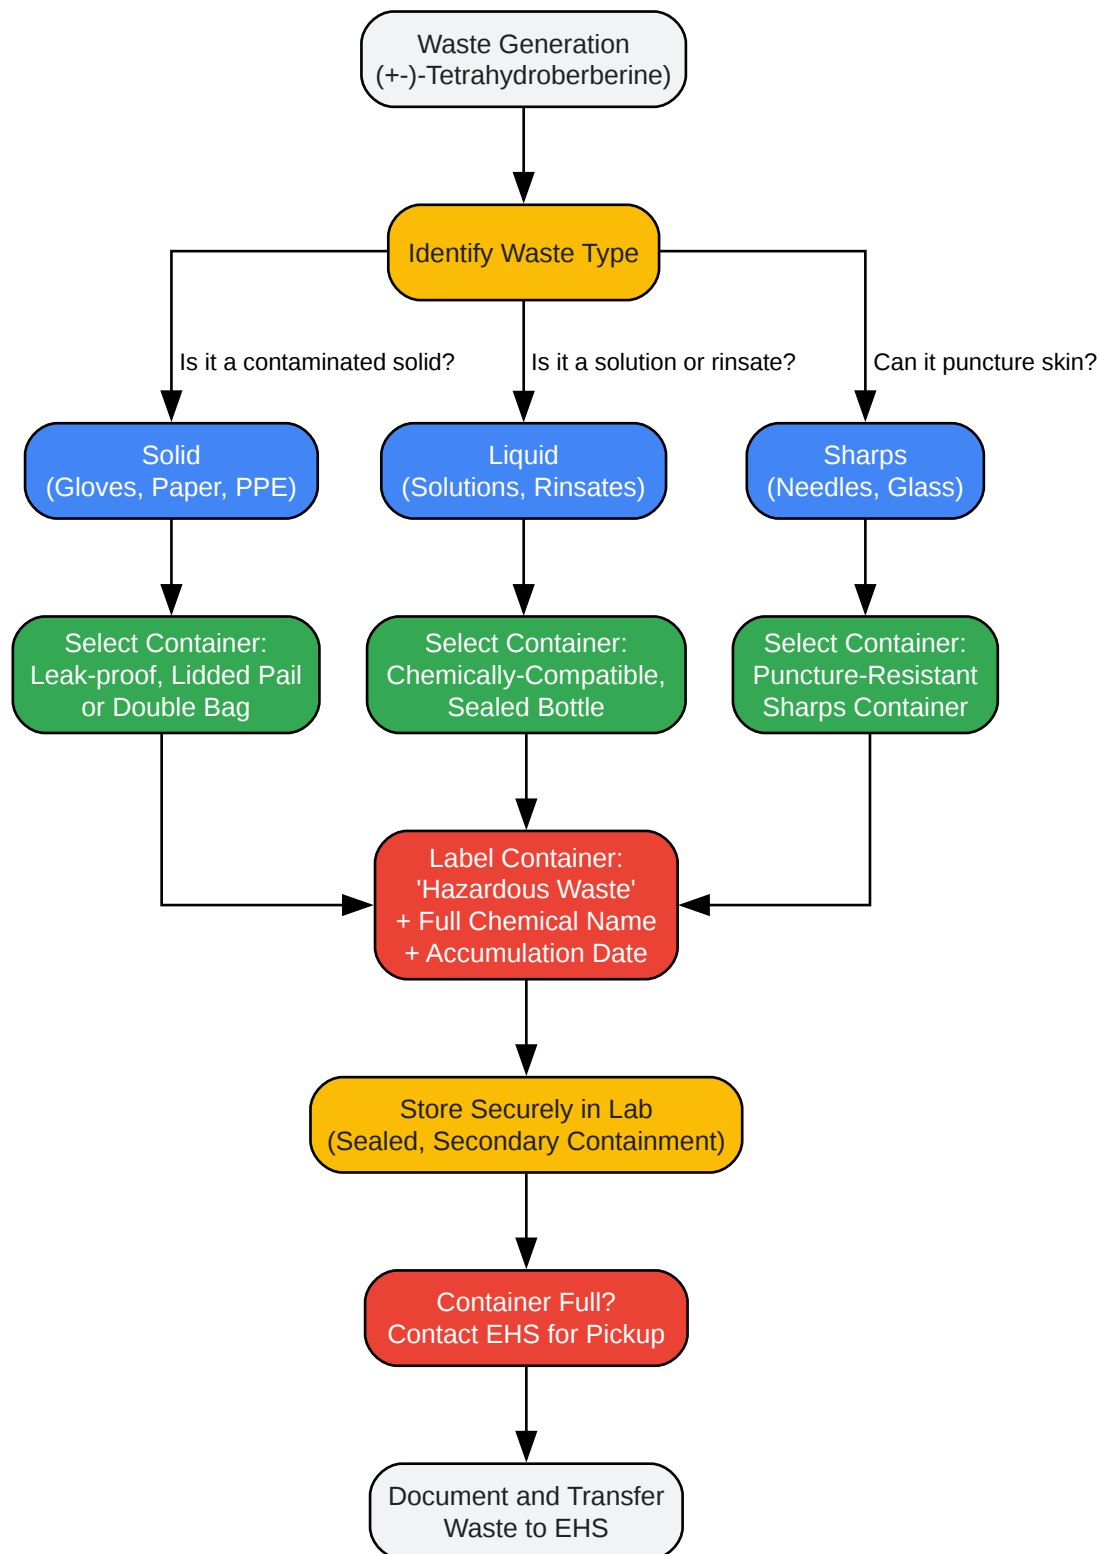 Waste Generation
(+-)-Tetrahydroberberine)
Identify Waste Type
Is it a contaminated solid?
Is it a solution or rinsate?
Can it puncture skin?
Solid
(Gloves, Paper, PPE)
Liquid
(Solutions, Rinsates)
Sharps
(Needles, Glass)
Select Container:
Leak-proof, Lidded Pail
or Double Bag
Select Container:
Chemically-Compatible,
Sealed Bottle
Select Container:
Puncture-Resistant
Sharps Container
Label Container:
'Hazardous Waste'
+ Full Chemical Name
+ Accumulation Date
Store Securely in Lab
(Sealed, Secondary Containment)
Container Full?
Contact EHS for Pickup
Document and Transfer
Waste to EHS